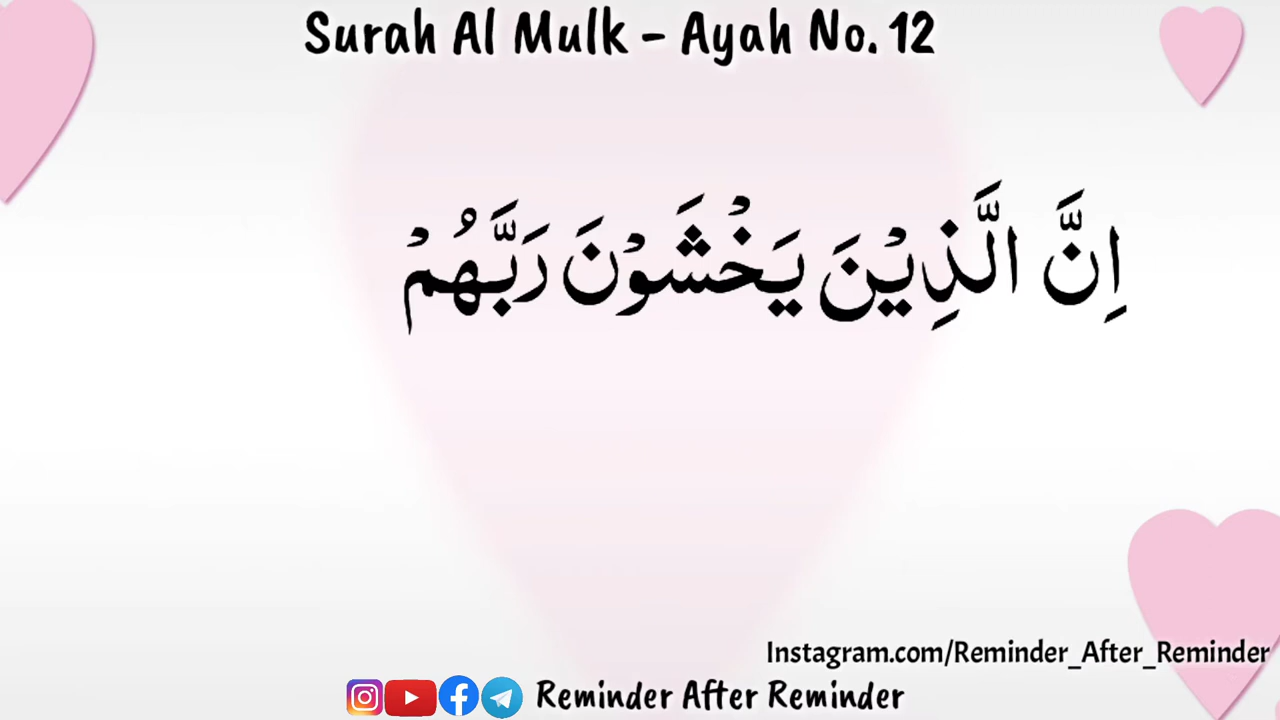 Surah Al Mulk - Ayah No. 12
اِنَّ الَّذِیْنَ یَخْشَوْنَ رَبَّهُمْ
Instagram.com/Reminder_After_Reminder
Reminder After Reminder